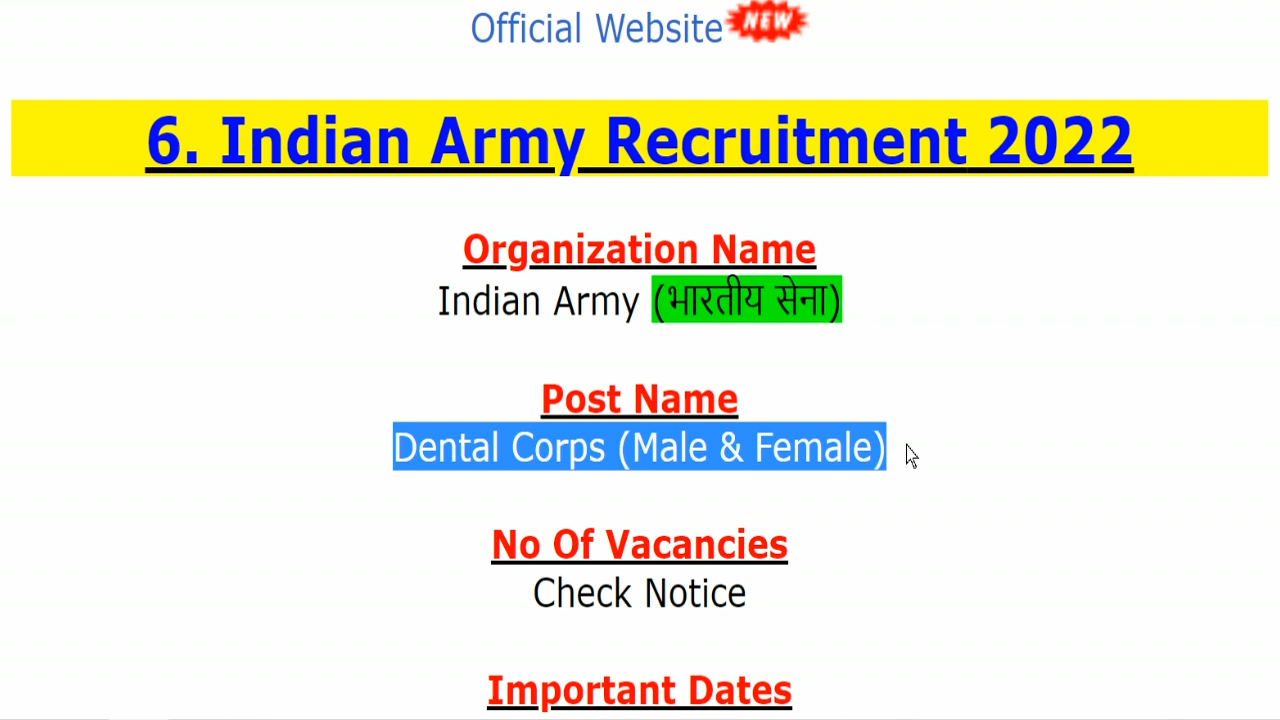 Official Website NEW
6. Indian Army Recruitment 2022
Organization Name
Indian Army (भारतीय सेना)
Post Name
Dental Corps (Male & Female)
No Of Vacancies
Check Notice
Important Dates